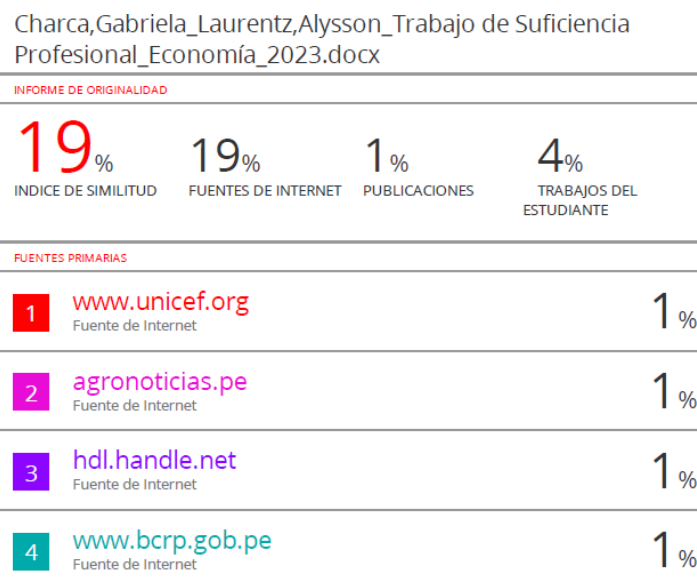 Charca,Gabriela_Laurentz,Alysson_Trabajo de Suficiencia
Profesional_Economía_2023.docx
INFORME DE ORIGINALIDAD
19%
INDICE DE SIMILITUD
19%
FUENTES DE INTERNET
1%
PUBLICACIONES
4%
TRABAJOS DEL
ESTUDIANTE
FUENTES PRIMARIAS
1
www.unicef.org
Fuente de Internet
1%
2
agronoticias.pe
Fuente de Internet
1%
3
hdl.handle.net
Fuente de Internet
1%
4
www.bcrp.gob.pe
Fuente de Internet
1%